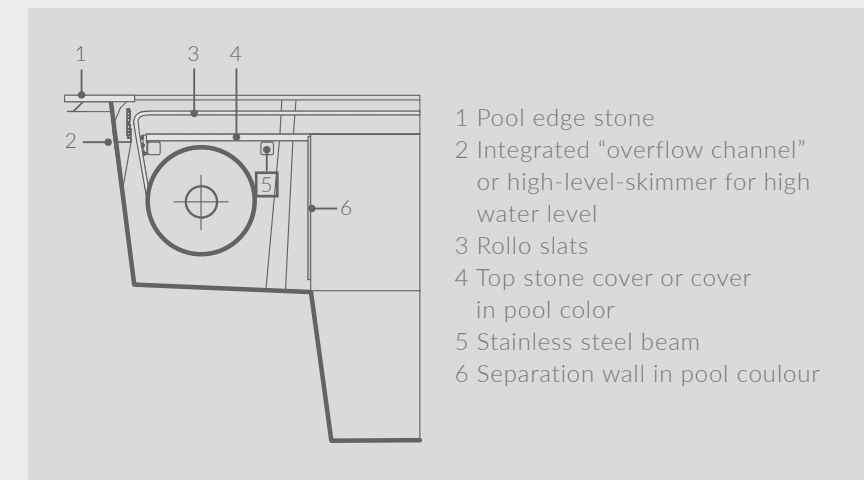 1
3
4
2
5
6
1 Pool edge stone
2 Integrated “overflow channel”
or high-level-skimmer for high
water level
3 Rollo slats
4 Top stone cover or cover
in pool color
5 Stainless steel beam
6 Separation wall in pool coulour